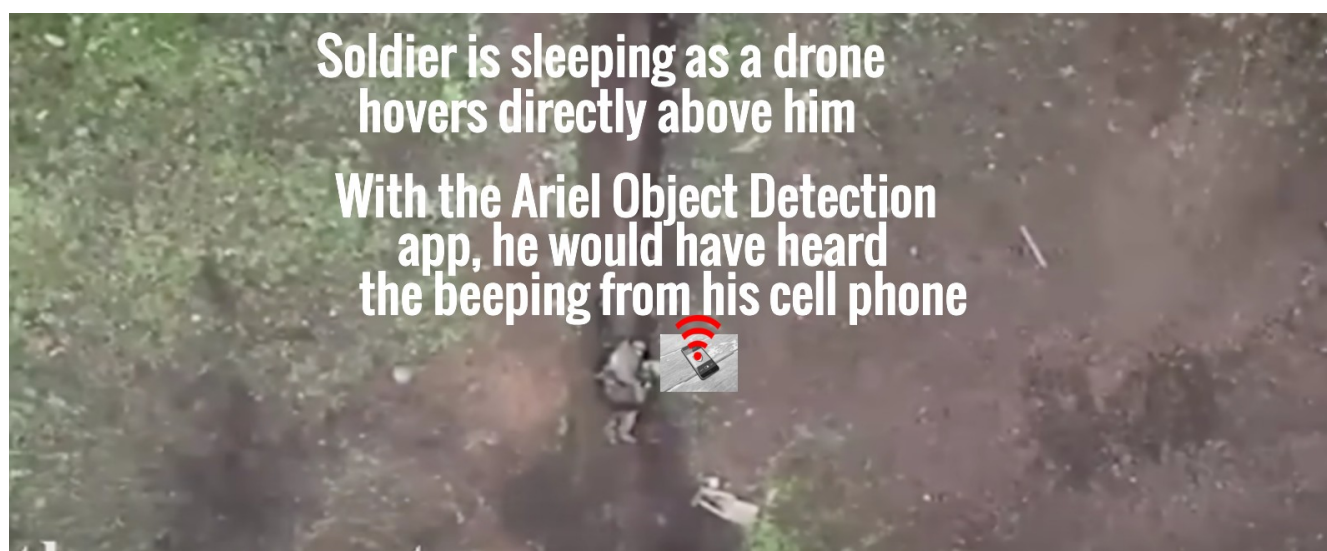 Soldier is sleeping as a drone
hovers directly above him
With the Ariel Object Detection
app, he would have heard
the beeping from his cell phone